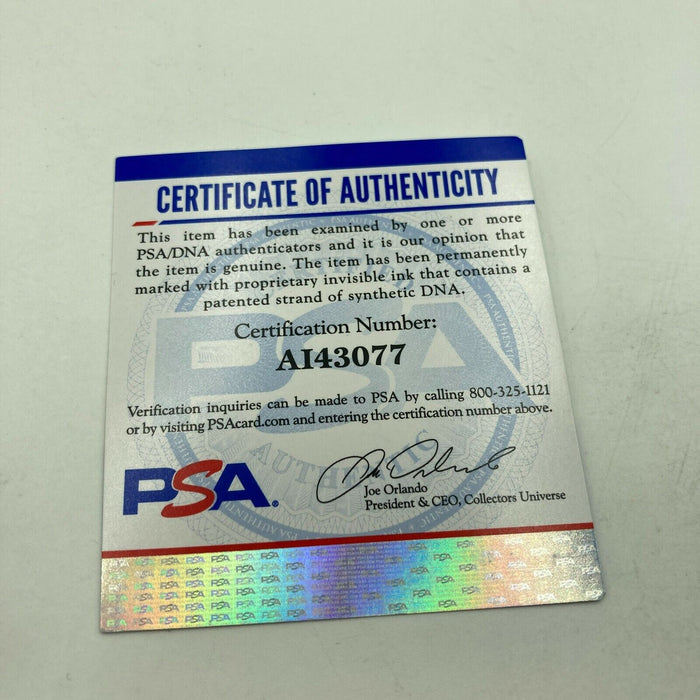 CERTIFICATE OF AUTHENTICITY
This item has been examined by one or more
PSA/DNA authenticators and it is our opinion that
the item is genuine. The item has been permanently
marked with proprietary invisible ink that contains a
patented strand of synthetic DNA.
Certification Number:
AI43077
Verification inquiries can be made to PSA by calling 800-325-1121
or by visiting PSAcard.com and entering the certification number above.
PSA®
Joe Orlando
President & CEO, Collectors Universe